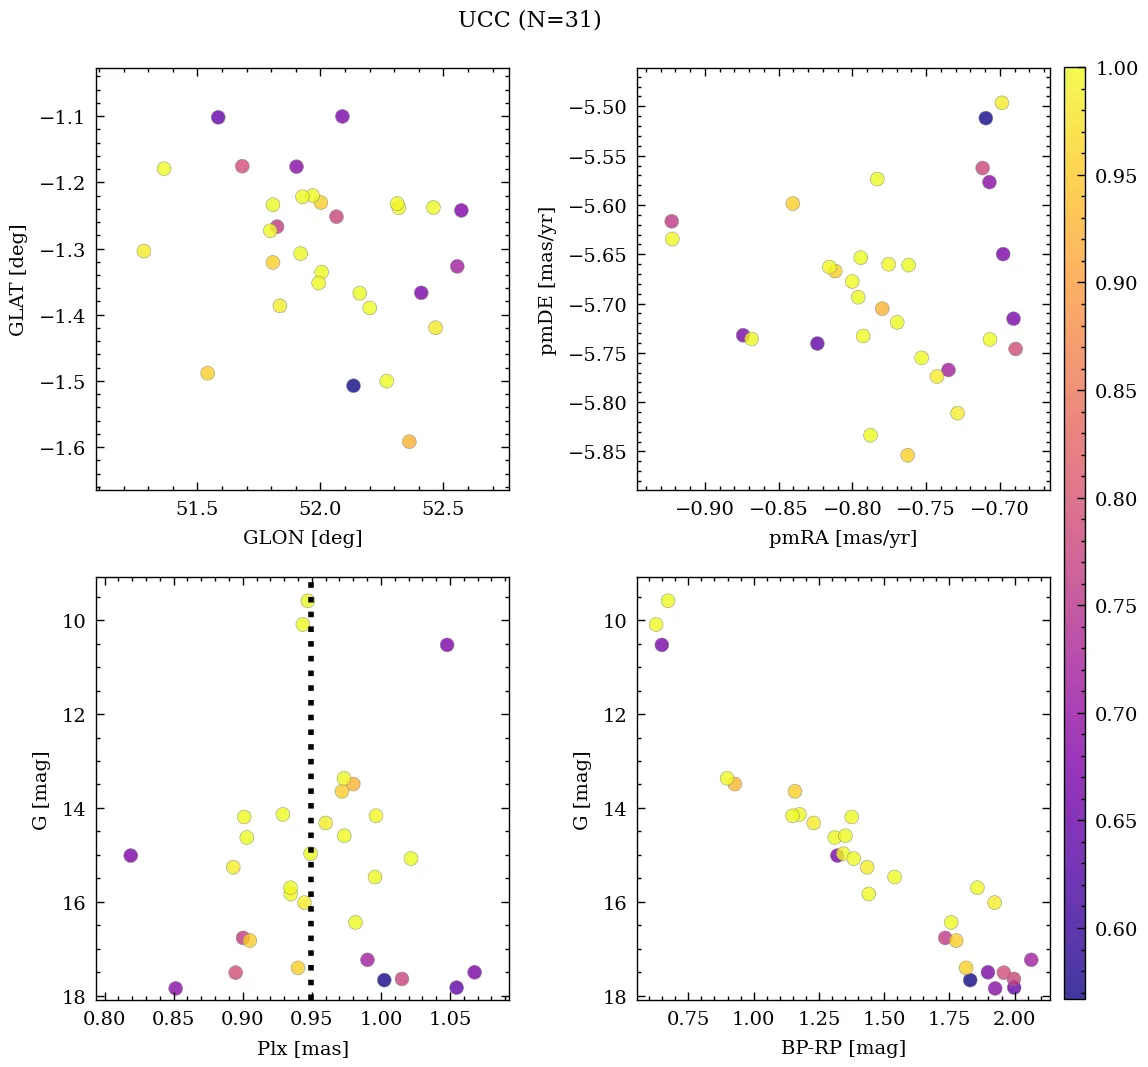 UCC (N=31)
−1.1
−1.2
−1.3
−1.4
−1.5
−1.6
GLAT [deg]
51.5 52.0 52.5
GLON [deg]
−5.50
−5.55
−5.60
−5.65
−5.70
−5.75
−5.80
−5.85
pmDE [mas/yr]
−0.90 −0.85 −0.80 −0.75 −0.70
pmRA [mas/yr]
10
12
14
16
18
G [mag]
0.80 0.85 0.90 0.95 1.00 1.05
Plx [mas]
10
12
14
16
18
G [mag]
0.75 1.00 1.25 1.50 1.75 2.00
BP-RP [mag]
1.00
0.95
0.90
0.85
0.80
0.75
0.70
0.65
0.60